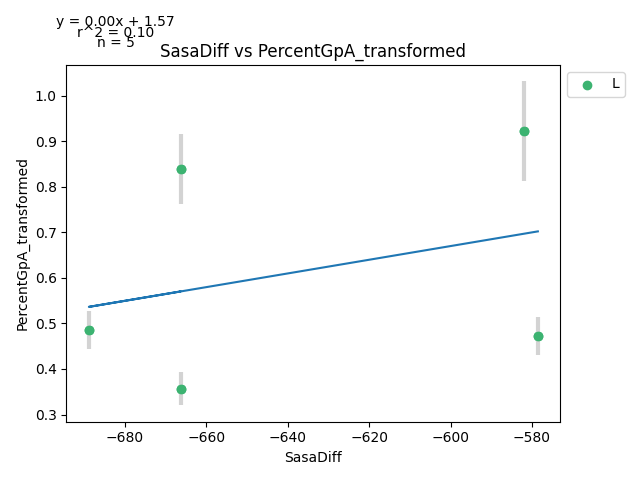 y = 0.00x + 1.57
r^2 = 0.10
n = 5
SasaDiff vs PercentGpA_transformed
L
PercentGpA_transformed
1.0
0.9
0.8
0.7
0.6
0.5
0.4
0.3
−680
−660
−640
−620
−600
−580
SasaDiff